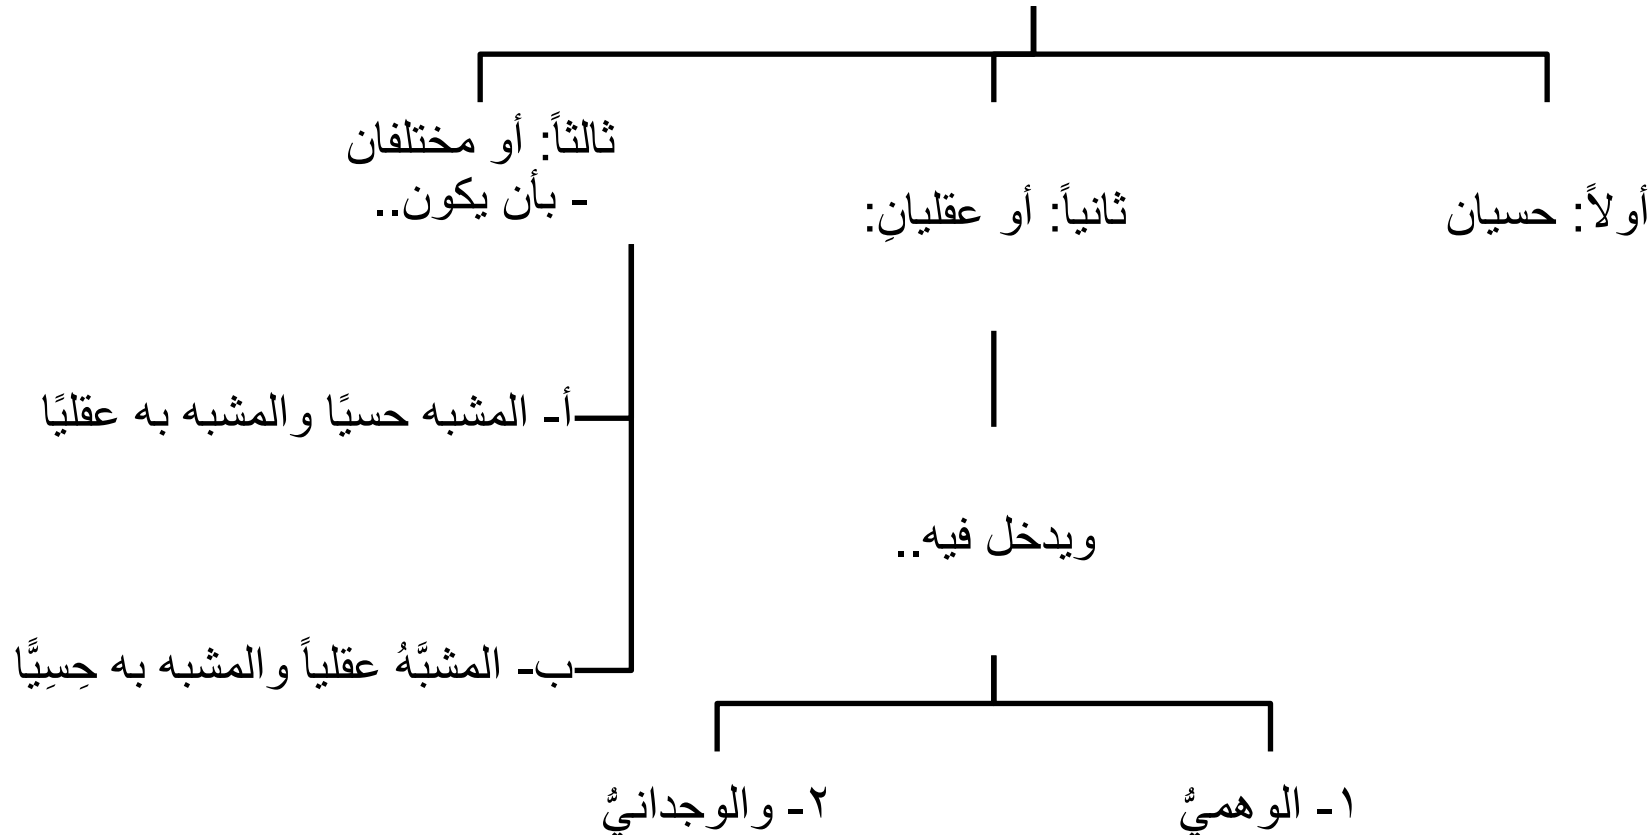 أولاً: حسيان
ثانياً: أو عقليانِ:
ويدخل فيه..
١- الوهميُّ
٢- والوجدانيُّ
ثالثاً: أو مختلفان
- بأن يكون..
أ- المشبه حسيًا والمشبه به عقليًا
ب- المشبَّهُ عقلياً والمشبه به حِسِيًّا